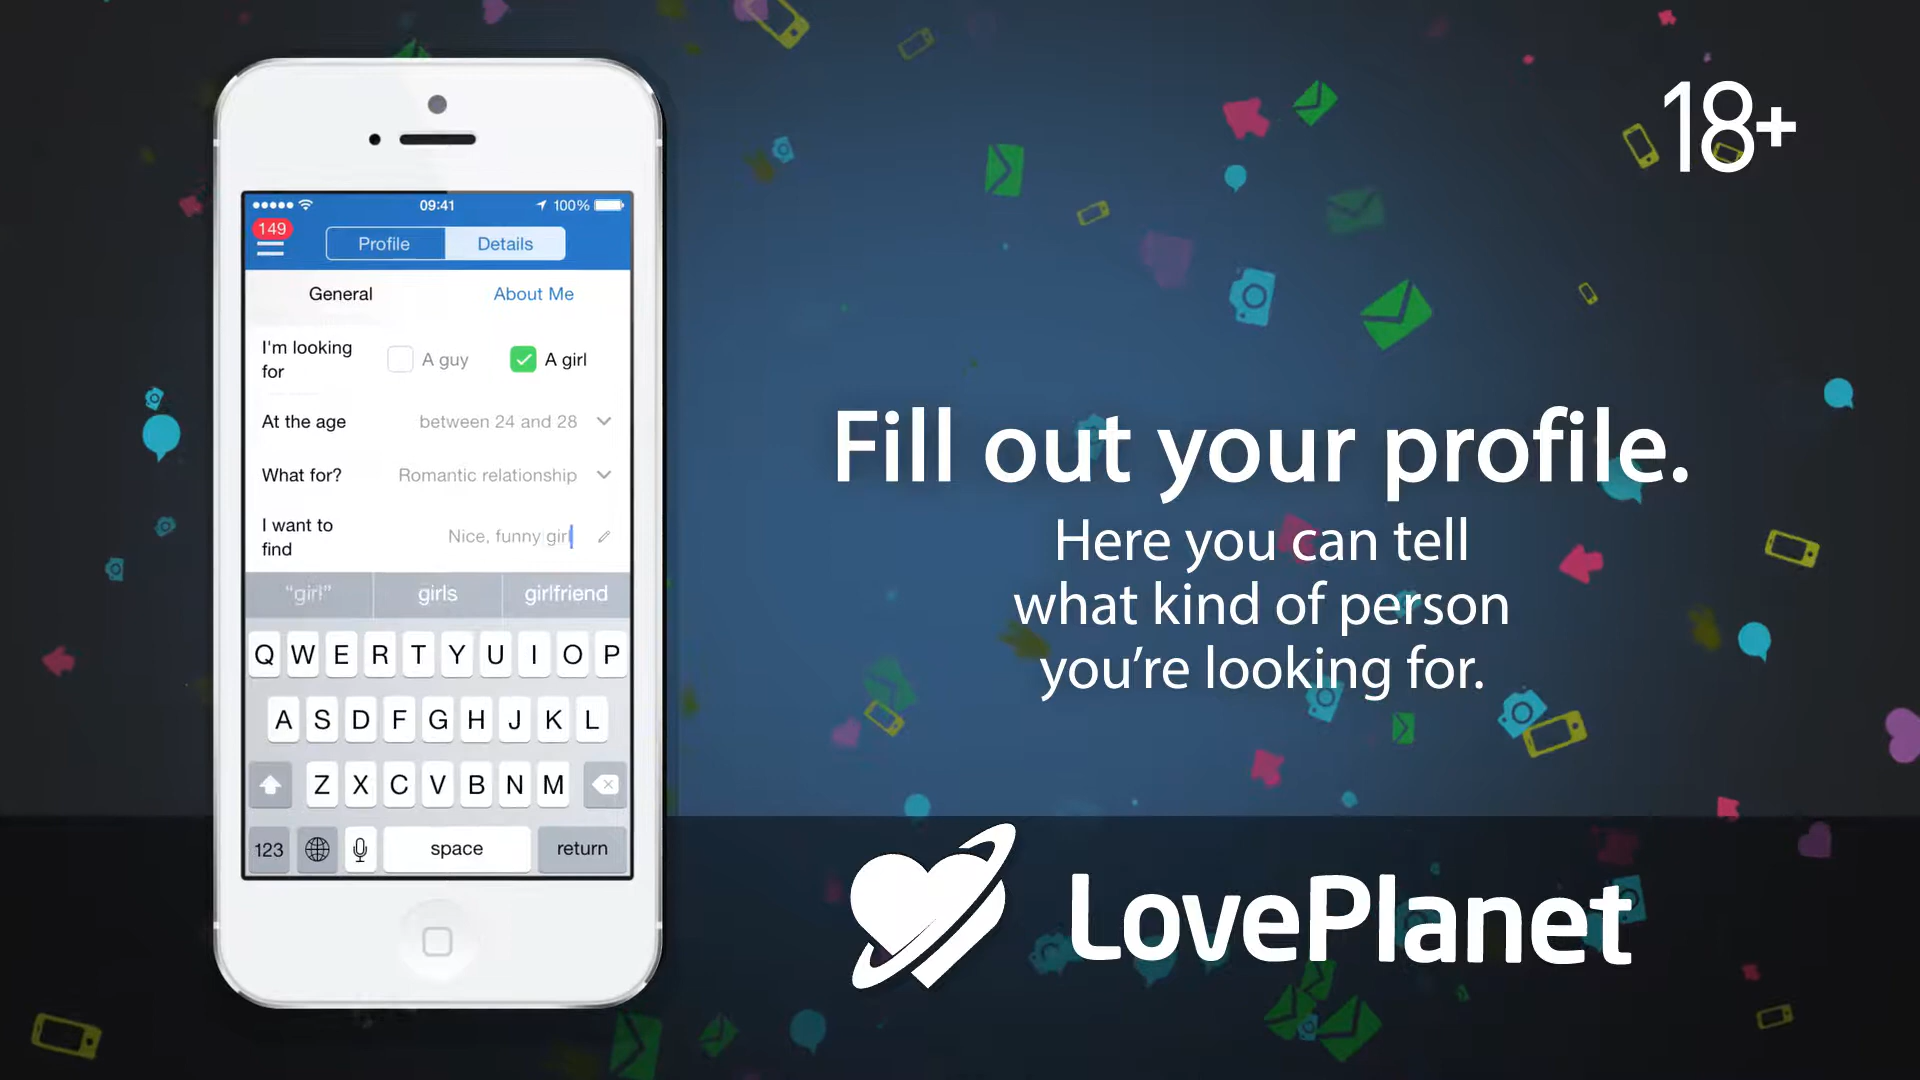 18+
09:41
100%
149
Profile
Details
General
About Me
I'm looking
for
A guy
A girl
At the age
between 24 and 28
What for?
Romantic relationship
I want to
find
Nice, funny girl
“girl”
girls
girlfriend
Q W E R T Y U I O P
A S D F G H J K L
Z X C V B N M
123
space
return
Fill out your profile.
Here you can tell
what kind of person
you’re looking for.
LovePlanet